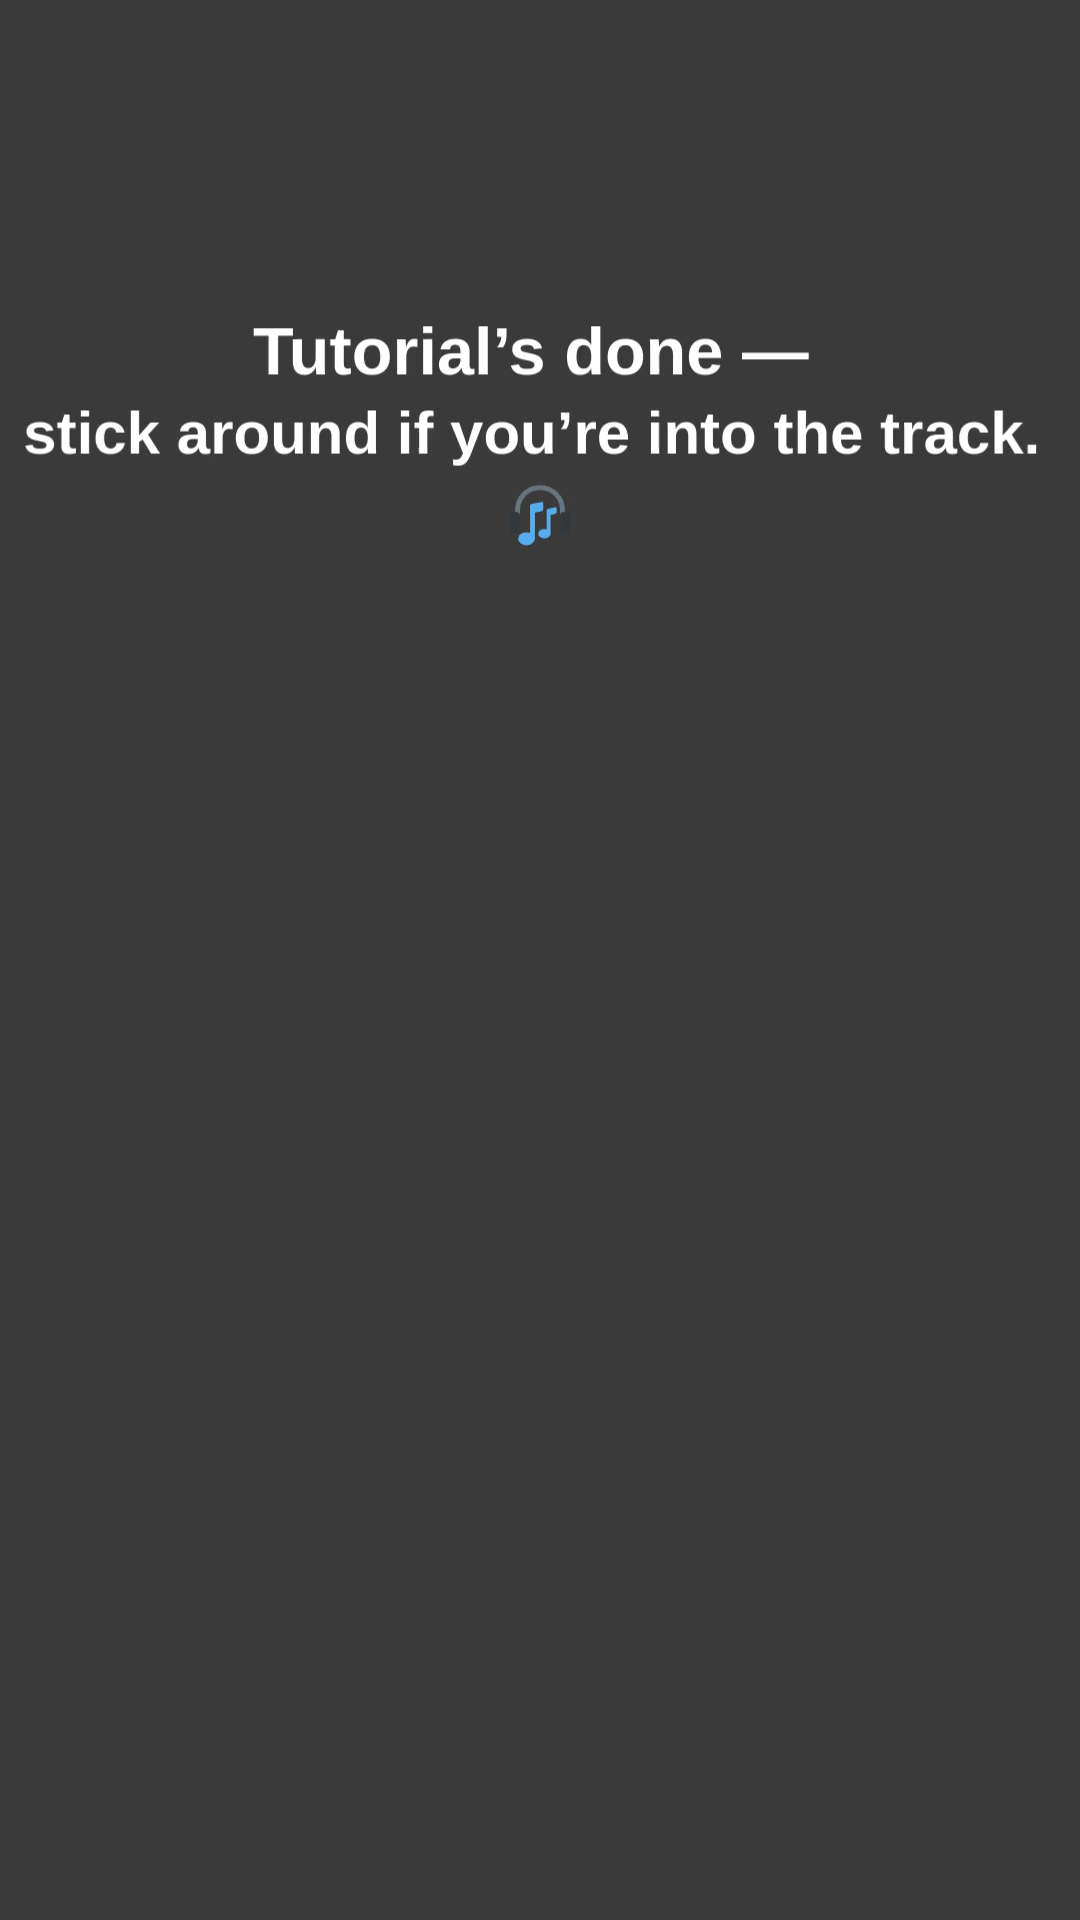 Tutorial’s done —
stick around if you’re into the track.
🎧